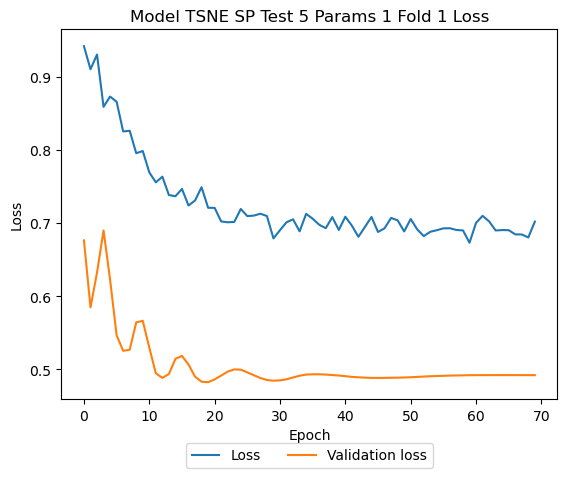 Model TSNE SP Test 5 Params 1 Fold 1 Loss
Loss
0.9
0.8
0.7
0.6
0.5
0 10 20 30 40 50 60 70
Epoch
Loss Validation loss